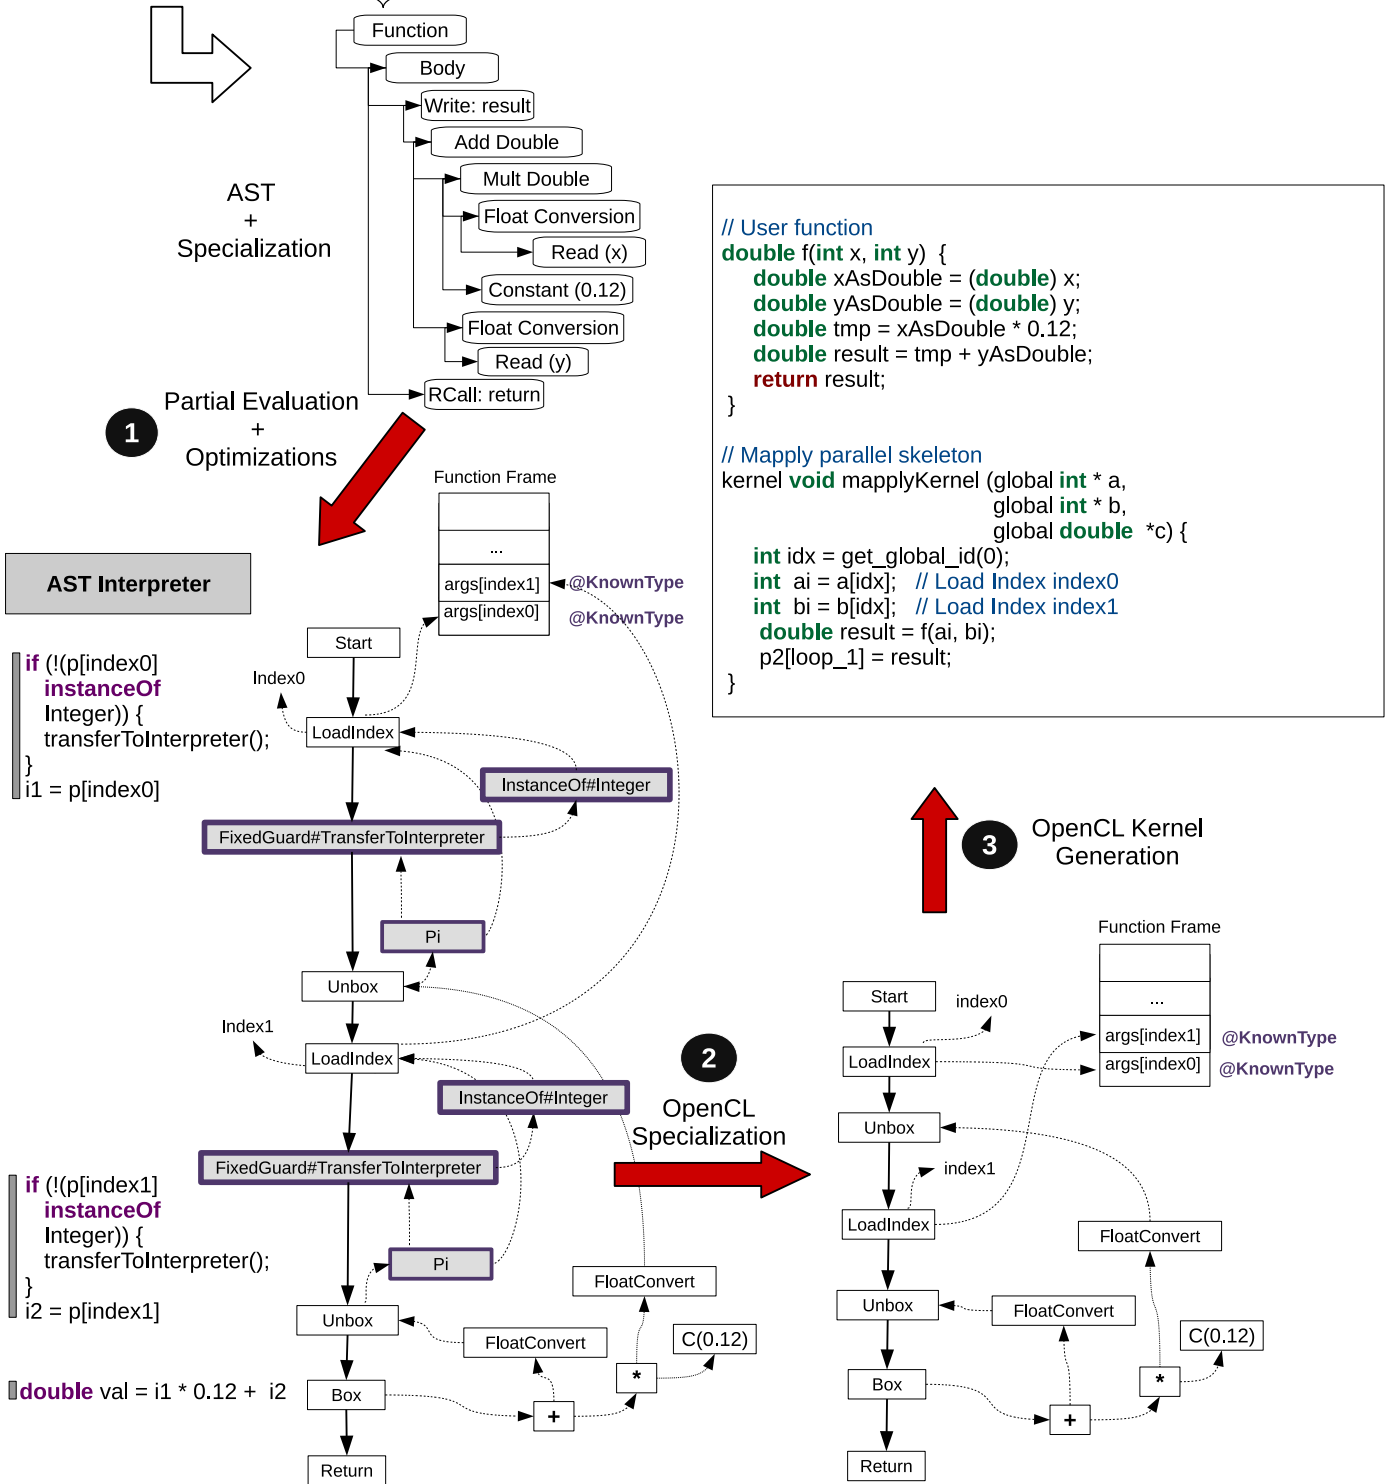 Function
Body
Write: result
Add Double
Mult Double
Float Conversion
Read (x)
Constant (0.12)
Float Conversion
Read (y)
RCall: return
AST
+
Specialization
1
Partial Evaluation
+
Optimizations
// User function
double f(int x, int y)  {
double xAsDouble = (double) x;
double yAsDouble = (double) y;
double tmp = xAsDouble * 0.12;
double result = tmp + yAsDouble;
return result;
}
// Mapply parallel skeleton
kernel void mapplyKernel (global int * a,
global int * b,
global double  *c) {
int idx = get_global_id(0);
int  ai = a[idx];   // Load Index index0
int  bi = b[idx];   // Load Index index1
double result = f(ai, bi);
p2[loop_1] = result;
}
Function Frame
...
args[index1]
@KnownType
args[index0]
@KnownType
AST Interpreter
if (!(p[index0]
instanceOf
Integer)) {
transferToInterpreter();
}
i1 = p[index0]
Start
Index0
LoadIndex
InstanceOf#Integer
FixedGuard#TransferToInterpreter
Pi
Unbox
Index1
LoadIndex
InstanceOf#Integer
FixedGuard#TransferToInterpreter
if (!(p[index1]
instanceOf
Integer)) {
transferToInterpreter();
}
i2 = p[index1]
Pi
FloatConvert
Unbox
FloatConvert
C(0.12)
*
double val = i1 * 0.12 +  i2
Box
+
Return
2
OpenCL
Specialization
3
OpenCL Kernel
Generation
Function Frame
...
args[index1]
@KnownType
args[index0]
@KnownType
Start
index0
LoadIndex
Unbox
index1
LoadIndex
FloatConvert
Unbox
FloatConvert
C(0.12)
*
Box
+
Return